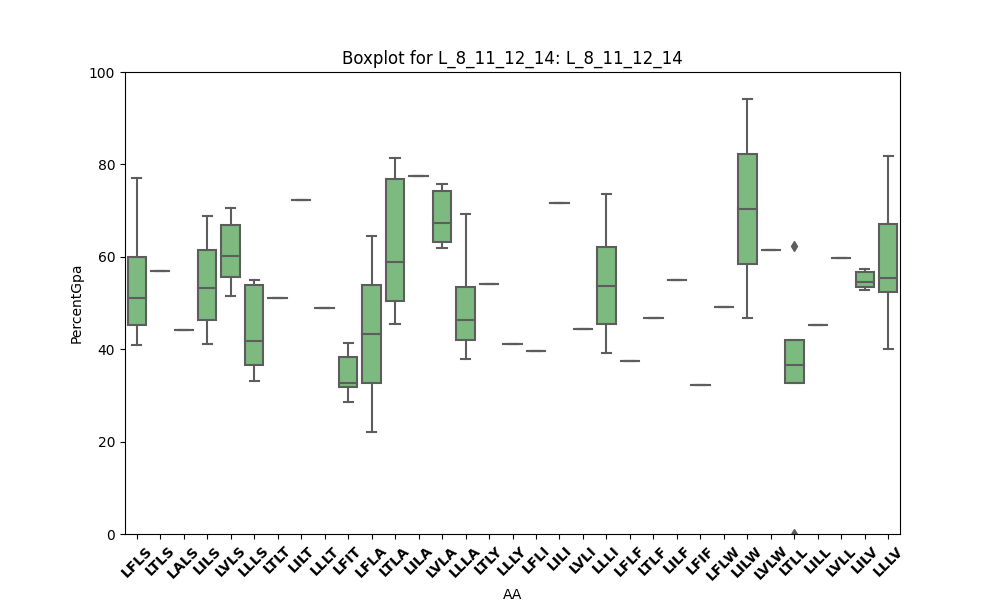 Boxplot for L_8_11_12_14: L_8_11_12_14
PercentGpa
100
80
60
40
20
0
LFLS LTLS LALS LILS LVLS LLLS LTLT LILT LLLT LFIT LFLA LTLA LILA LVLA LLLA LTLY LLLY LFLI LILI LVLI LLLI LFLF LTLF LILF LFIF LFLW LILW LVLW LTLL LILL LVLL LILV LLLV
AA